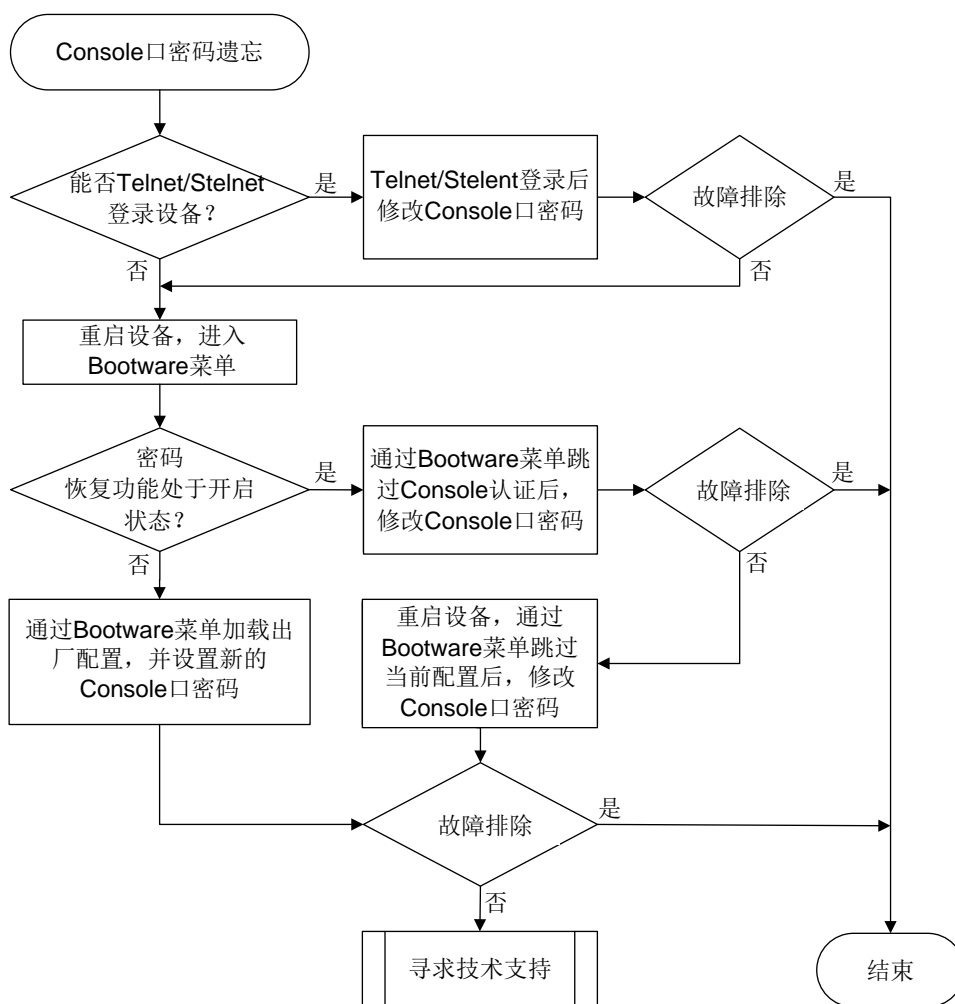 Console口密码遗忘
能否Telnet/Stelnet
登录设备？
是
Telnet/Stelent登录后
修改Console口密码
故障排除
是
否
否
重启设备，进入
Bootware菜单
密码
恢复功能处于开启
状态？
是
通过Bootware菜单跳
过Console认证后，
修改Console口密码
故障排除
是
否
否
通过Bootware菜单加载出
厂配置，并设置新的
Console口密码
重启设备，通过
Bootware菜单跳过
当前配置后，修改
Console口密码
故障排除
是
否
寻求技术支持
结束